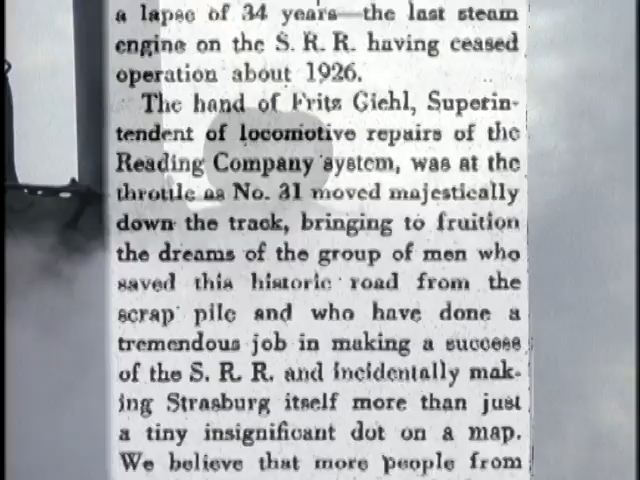 a lapse of 34 years—the last steam
engine on the S. R. R. having ceased
operation about 1926.
The hand of Fritz Giehl, Superin-
tendent of locomotive repairs of the
Reading Company system, was at the
throttle as No. 31 moved majestically
down the track, bringing to fruition
the dreams of the group of men who
saved this historic road from the
scrap pile and who have done a
tremendous job in making a success
of the S. R. R. and incidentally mak-
ing Strasburg itself more than just
a tiny insignificant dot on a map.
We believe that more people from